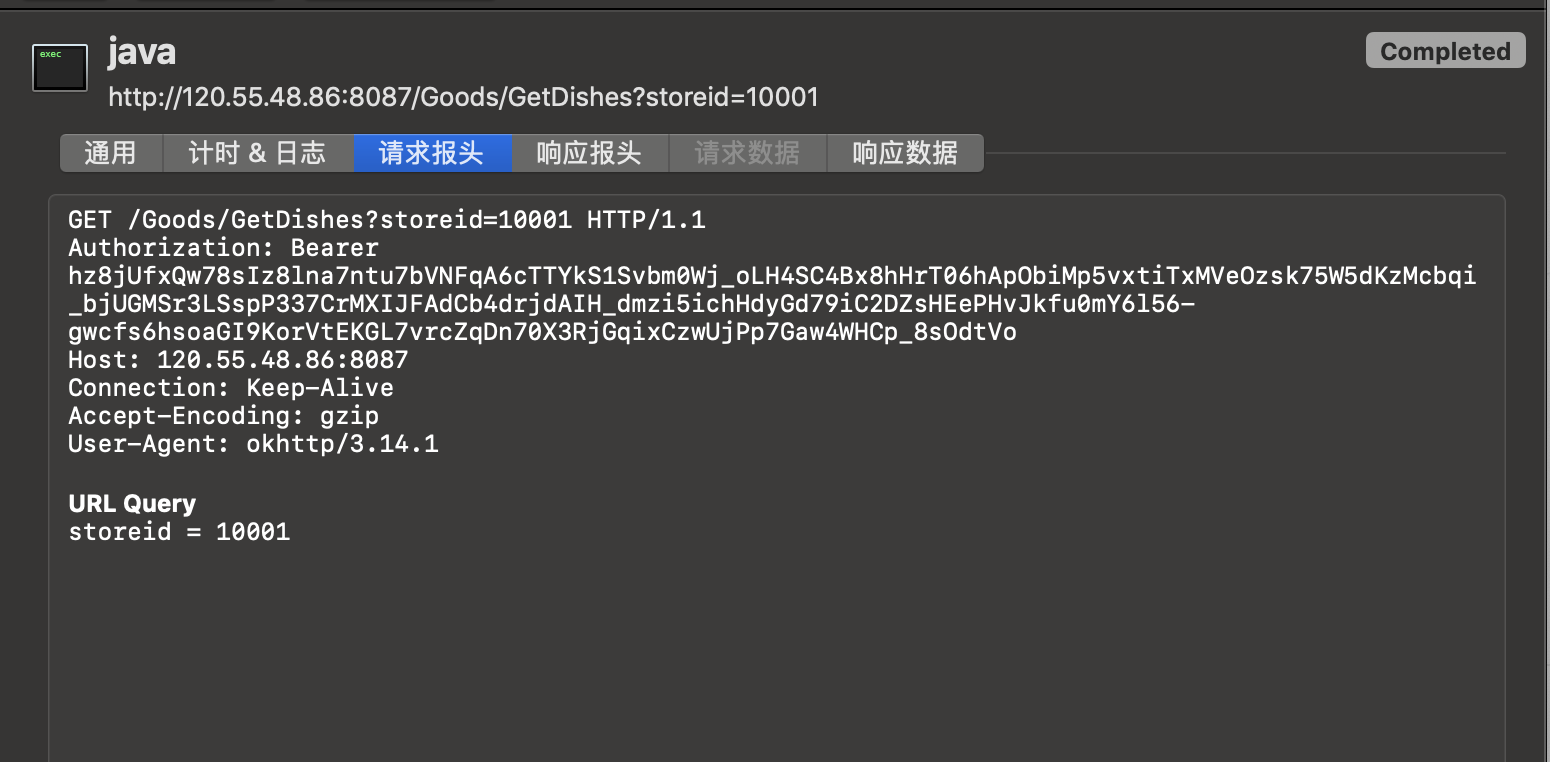 exec
java
Completed
http://120.55.48.86:8087/Goods/GetDishes?storeid=10001
通用 计时 & 日志 请求报头 响应报头 请求数据 响应数据
GET /Goods/GetDishes?storeid=10001 HTTP/1.1
Authorization: Bearer
hz8jUfxQw78sIz8lna7ntu7bVNFqA6cTTYkS1Svbm0Wj_oLH4SC4Bx8hHrT06hApObiMp5vxtiTxMVeOzsk75W5dKzMcbqi
_bjUGMSr3LSspP337CrMXIJFAdCb4drjdAIH_dmzi5ichHdyGd79iC2DZsHEePHvJkfu0mY6l56-
gwcfs6hsoaGI9KorVtEKGL7vrcZqDn70X3RjGqixCzwUjPp7Gaw4WHCp_8sOdtVo
Host: 120.55.48.86:8087
Connection: Keep-Alive
Accept-Encoding: gzip
User-Agent: okhttp/3.14.1
URL Query
storeid = 10001